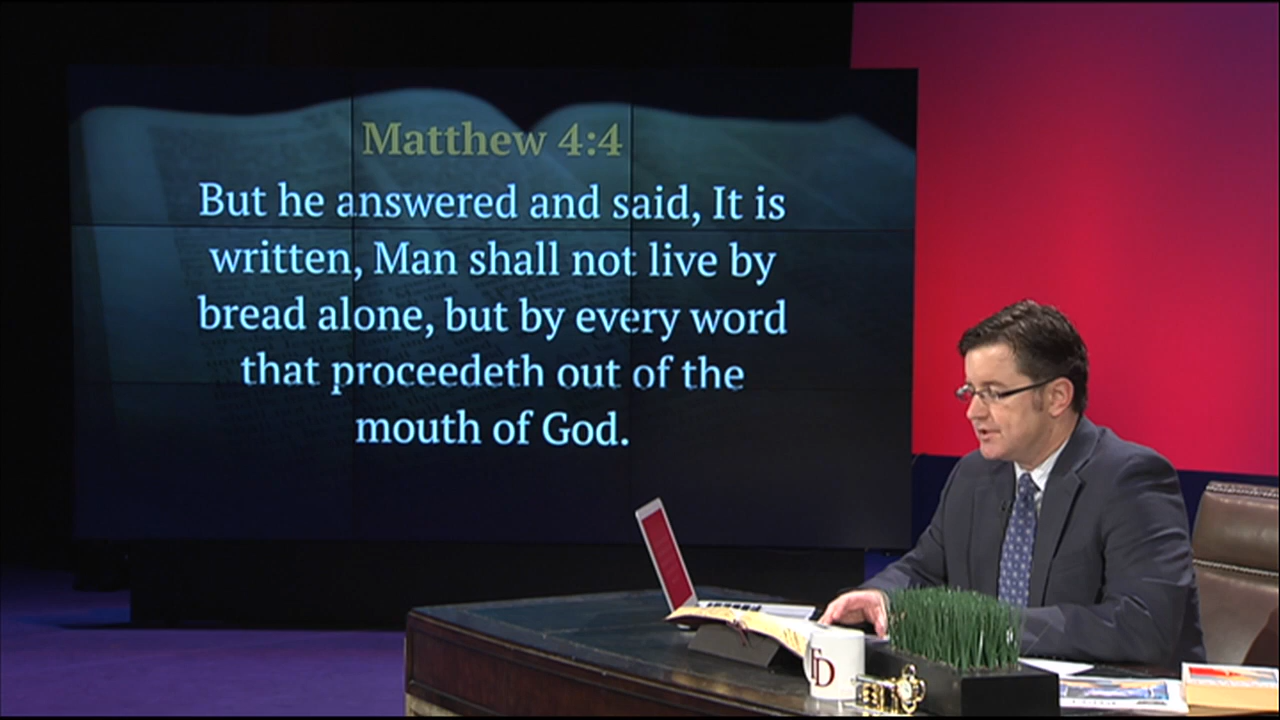 Matthew 4:4
But he answered and said, It is
written, Man shall not live by
bread alone, but by every word
that proceedeth out of the
mouth of God.
FD